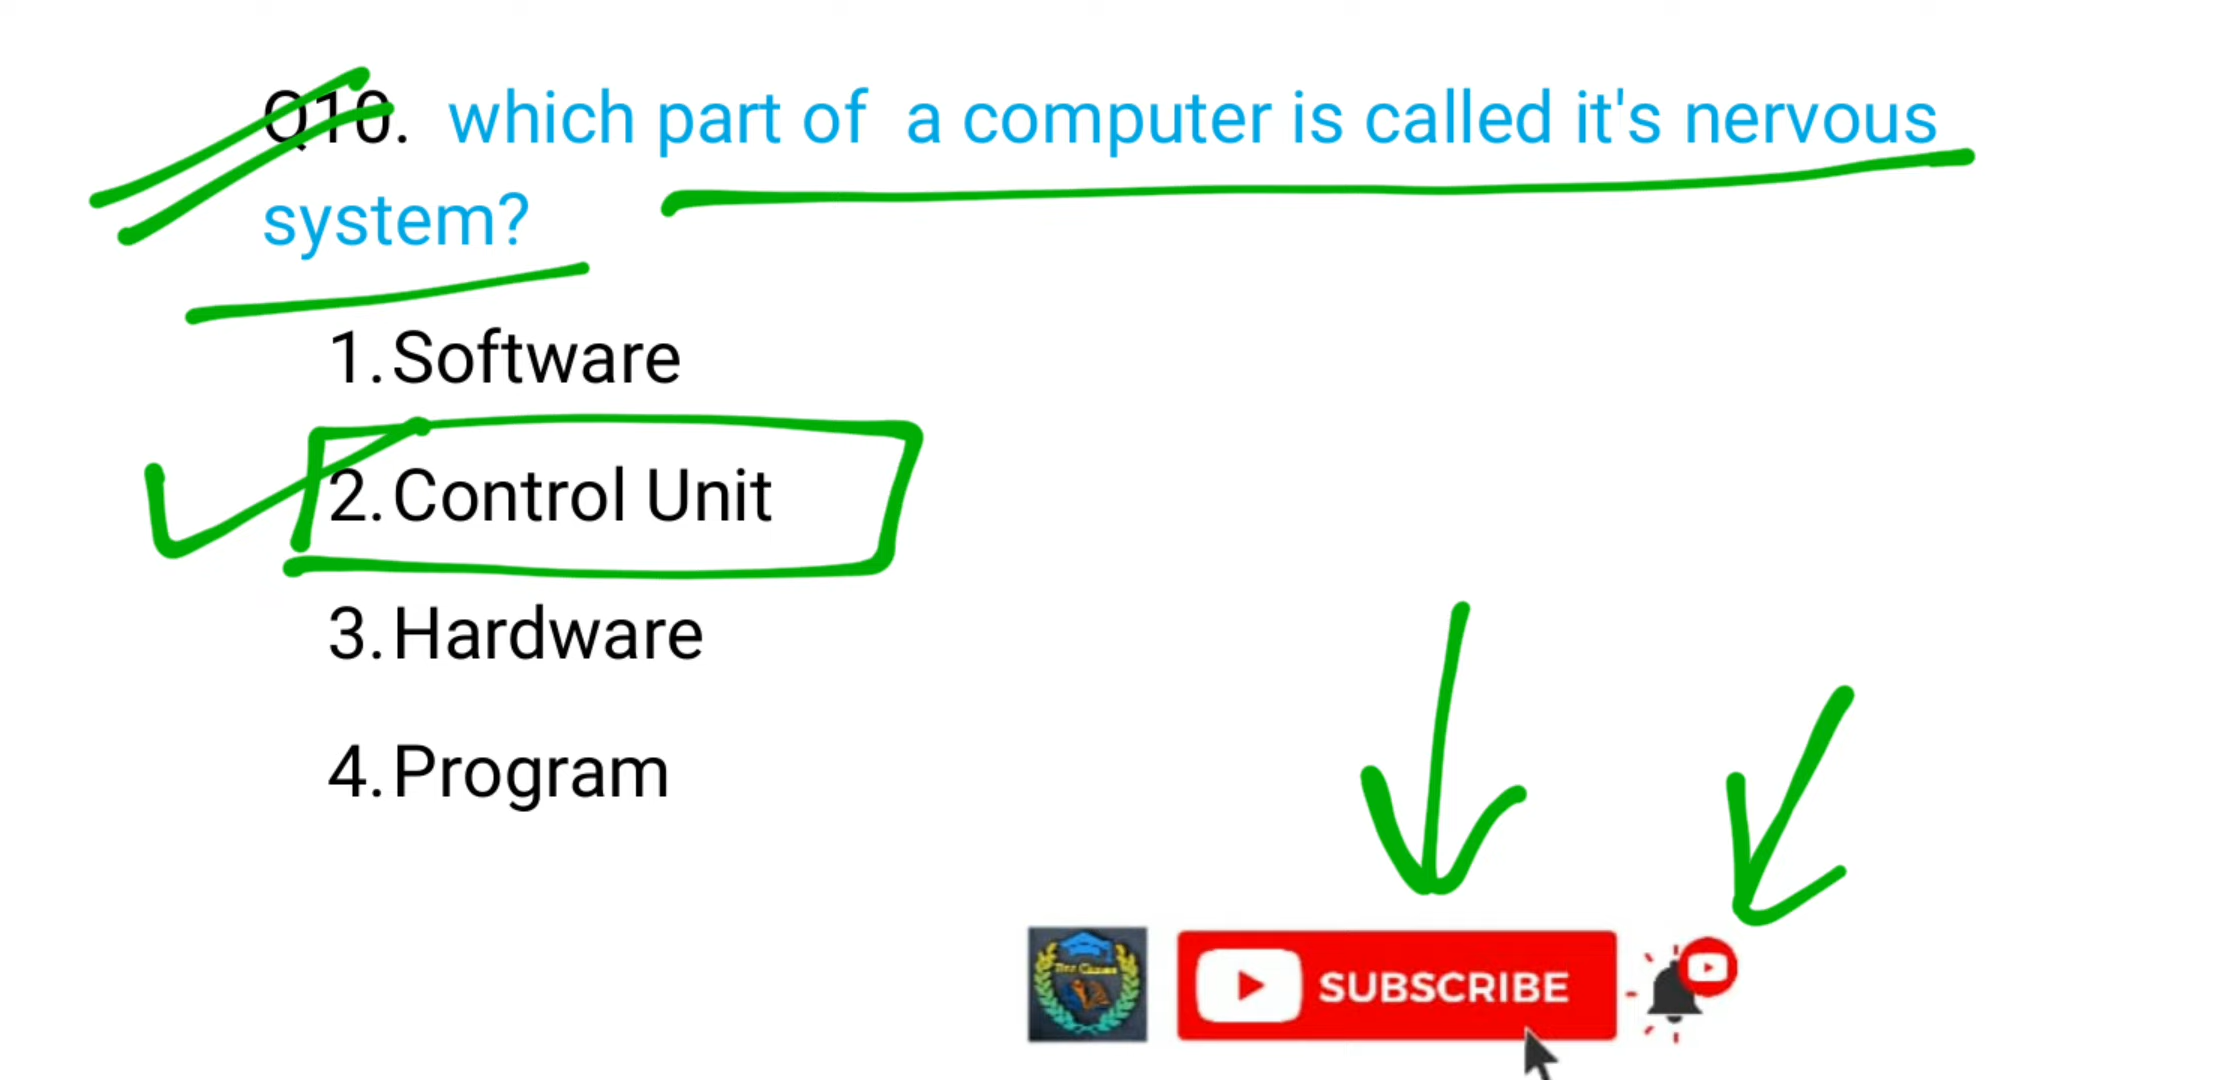 Q10. which part of a computer is called it's nervous
system?
1. Software
2. Control Unit
3. Hardware
4. Program
SUBSCRIBE